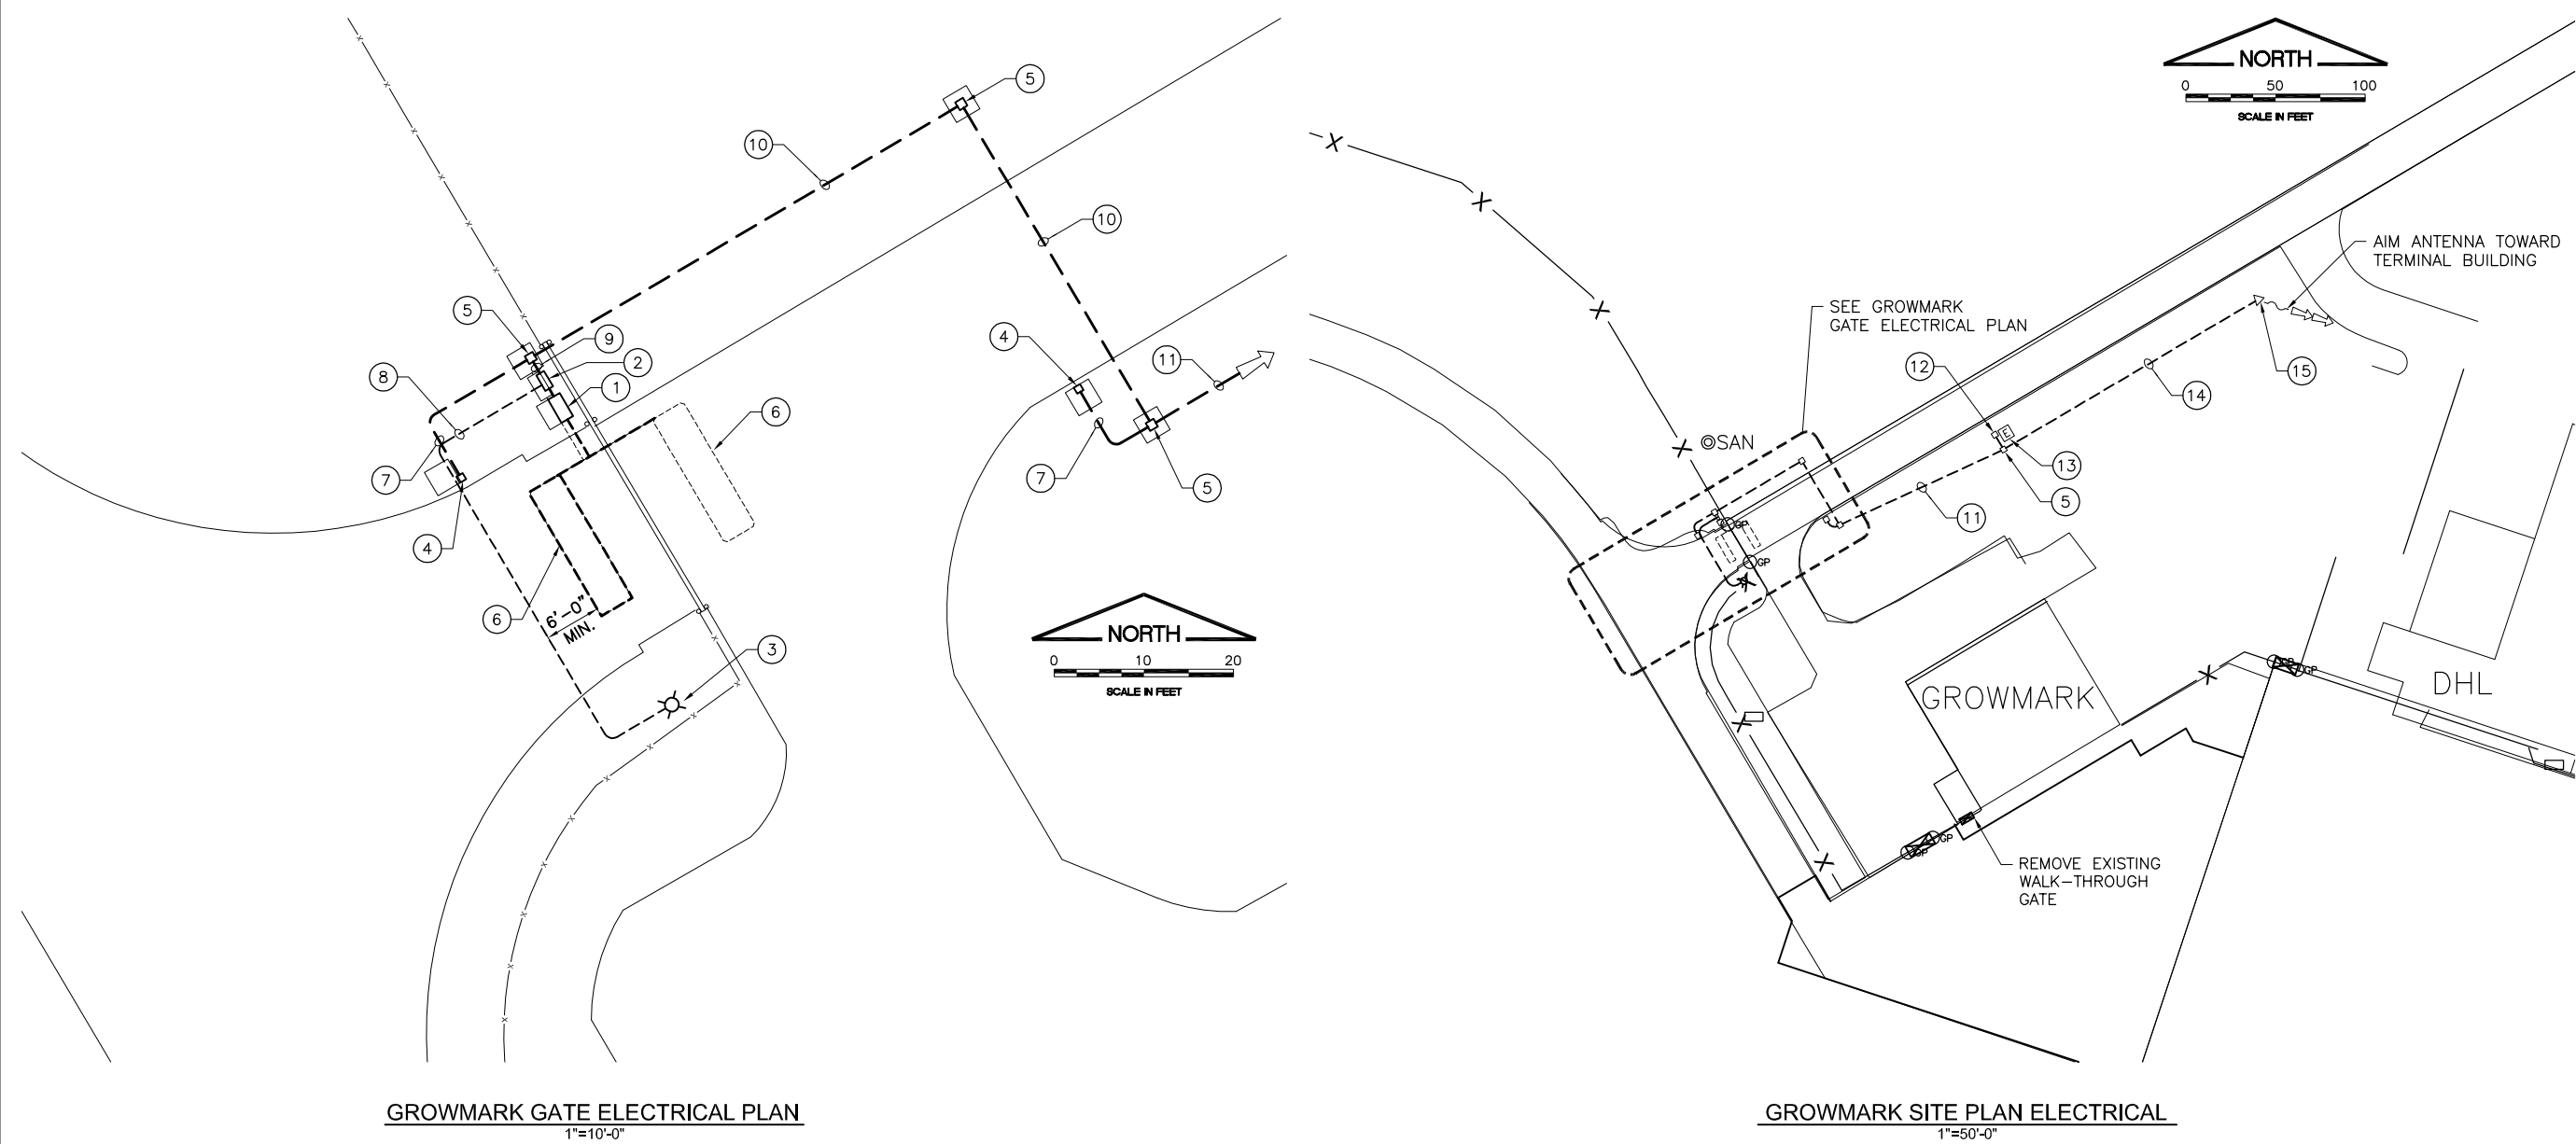 5
10
10
5
9
2
1
8
6
4
11
7
7
5
4
6
6'-0"
MIN.
3
NORTH
0 10 20
SCALE IN FEET
GROWMARK GATE ELECTRICAL PLAN
1"=10'-0"
NORTH
0 50 100
SCALE IN FEET
X
X
X
AIM ANTENNA TOWARD
TERMINAL BUILDING
SEE GROWMARK
GATE ELECTRICAL PLAN
12
15
14
X
SAN
E
13
5
11
GP
GP
X
GP
GP
DHL
GROWMARK
X
X
GP
GP
REMOVE EXISTING
WALK-THROUGH
GATE
GROWMARK SITE PLAN ELECTRICAL
1"=50'-0"